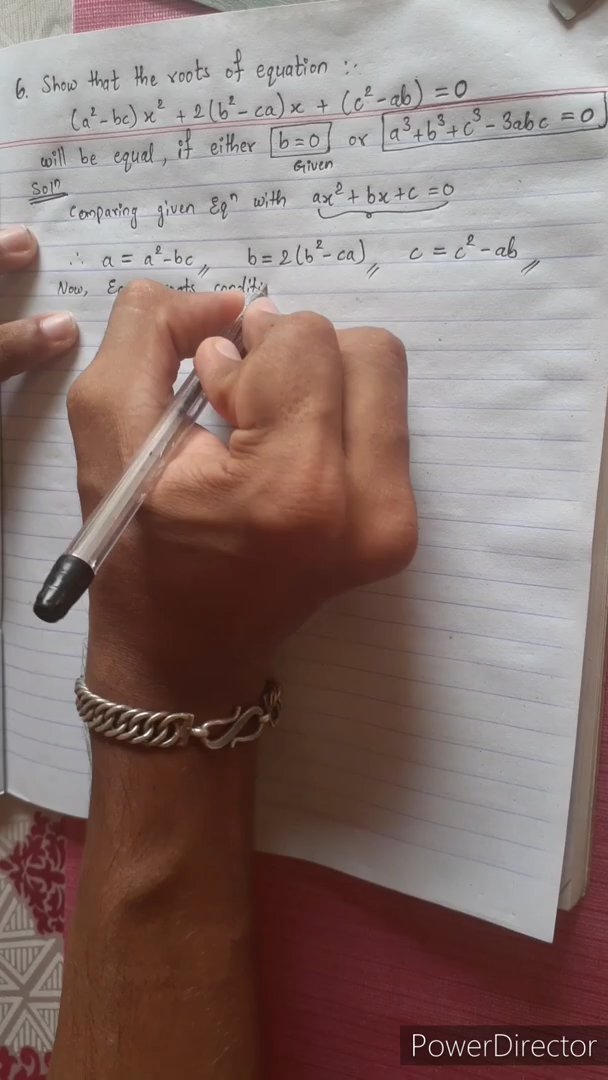 6. Show that the roots of equation :-
(a²-bc)x² + 2(b²-ca)x + (c²-ab) = 0
will be equal, if either b=0 or a³+b³+c³-3abc = 0
Given
Solⁿ
Comparing given Eqⁿ with ax²+bx+c = 0
∴ a = a²-bc,, b = 2(b²-ca),, c = c²-ab,,
Now,
PowerDirector